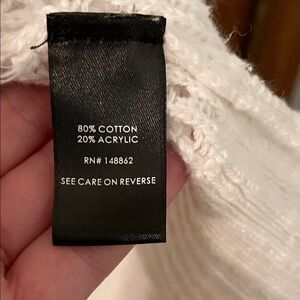 80% COTTON
20% ACRYLIC
RN# 148862
SEE CARE ON REVERSE